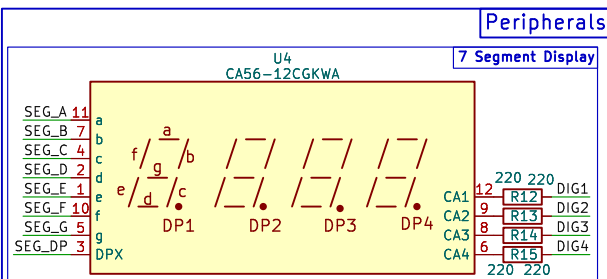 Peripherals
7 Segment Display
U4
CA56-12CGKWA
SEG_A 11 a
SEG_B 7 b
SEG_C 4 c
SEG_D 2 d
SEG_E 1 e
SEG_F 10 f
SEG_G 5 g
SEG_DP 3 DPX
a
f b
g
e c
d
DP1 DP2 DP3 DP4
220 220
CA1 12 R12 DIG1
CA2 9 R13 DIG2
CA3 8 R14 DIG3
CA4 6 R15 DIG4
220 220